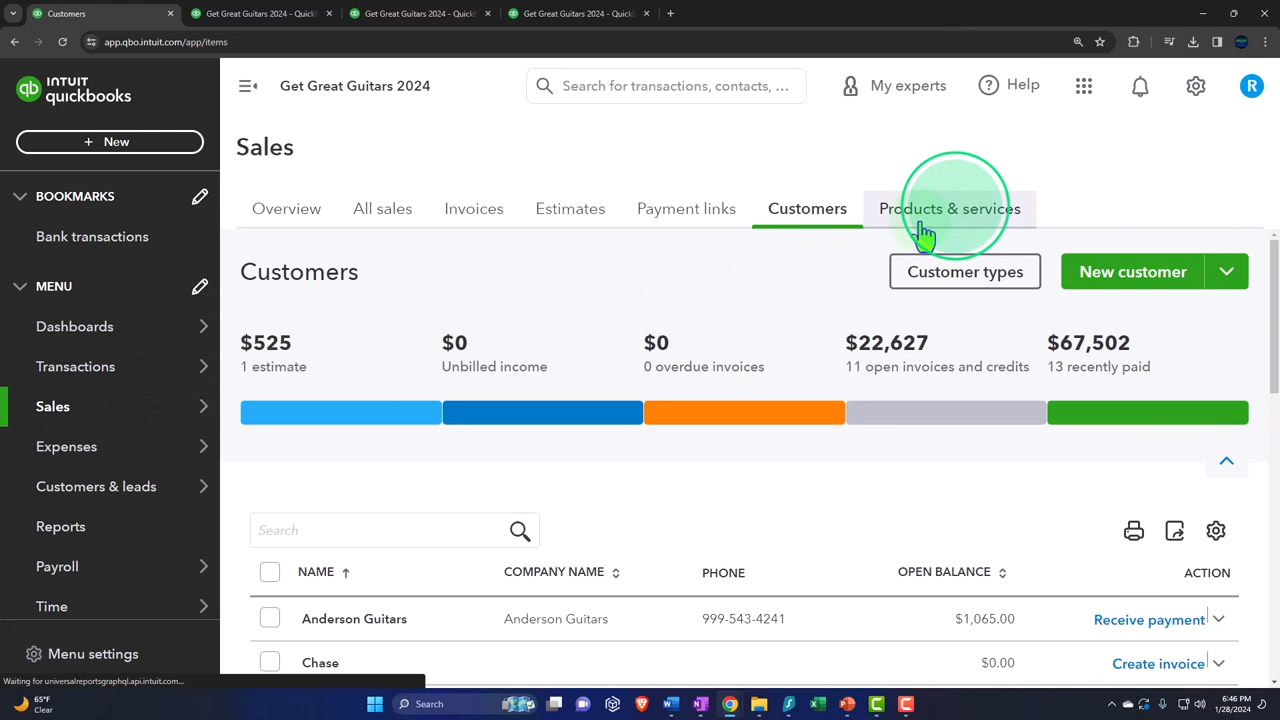 Customers
Get Great Guitars 2024 - Quickl
Get Great Guitars 2024 - Quickl
Get Great Guitars 2024 - Quickl
app.qbo.intuit.com/app/items
INTUIT
quickbooks
qb
Get Great Guitars 2024
Search for transactions, contacts, ...
My experts
Help
R
+ New
Sales
BOOKMARKS
Bank transactions
MENU
Dashboards
Transactions
Sales
Expenses
Customers & leads
Reports
Payroll
Time
Menu settings
Overview
All sales
Invoices
Estimates
Payment links
Customers
Products & services
Customers
Customer types
New customer
$525
1 estimate
$0
Unbilled income
$0
0 overdue invoices
$22,627
11 open invoices and credits
$67,502
13 recently paid
Search
NAME
COMPANY NAME
PHONE
OPEN BALANCE
ACTION
Anderson Guitars
Anderson Guitars
999-543-4241
$1,065.00
Receive payment
Chase
$0.00
Create invoice
Waiting for universalreportsgraphql.api.intuit.com...
65°F
Clear
Search
6:46 PM
1/28/2024